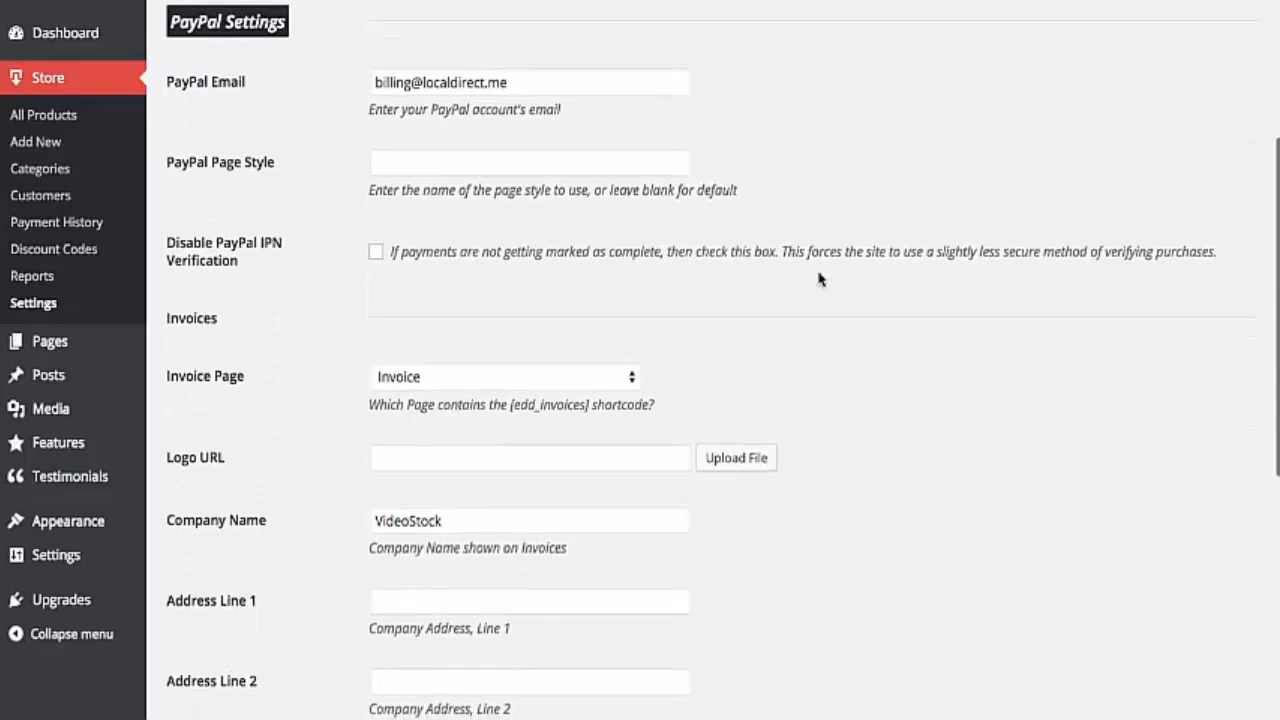 Dashboard
Store
All Products
Add New
Categories
Customers
Payment History
Discount Codes
Reports
Settings
Pages
Posts
Media
Features
Testimonials
Appearance
Settings
Upgrades
Collapse menu
PayPal Settings
PayPal Email
billing@localdirect.me
Enter your PayPal account's email
PayPal Page Style
Enter the name of the page style to use, or leave blank for default
Disable PayPal IPN
Verification
If payments are not getting marked as complete, then check this box. This forces the site to use a slightly less secure method of verifying purchases.
Invoices
Invoice Page
Invoice
Which Page contains the [edd_invoices] shortcode?
Logo URL
Upload File
Company Name
VideoStock
Company Name shown on Invoices
Address Line 1
Company Address, Line 1
Address Line 2
Company Address, Line 2